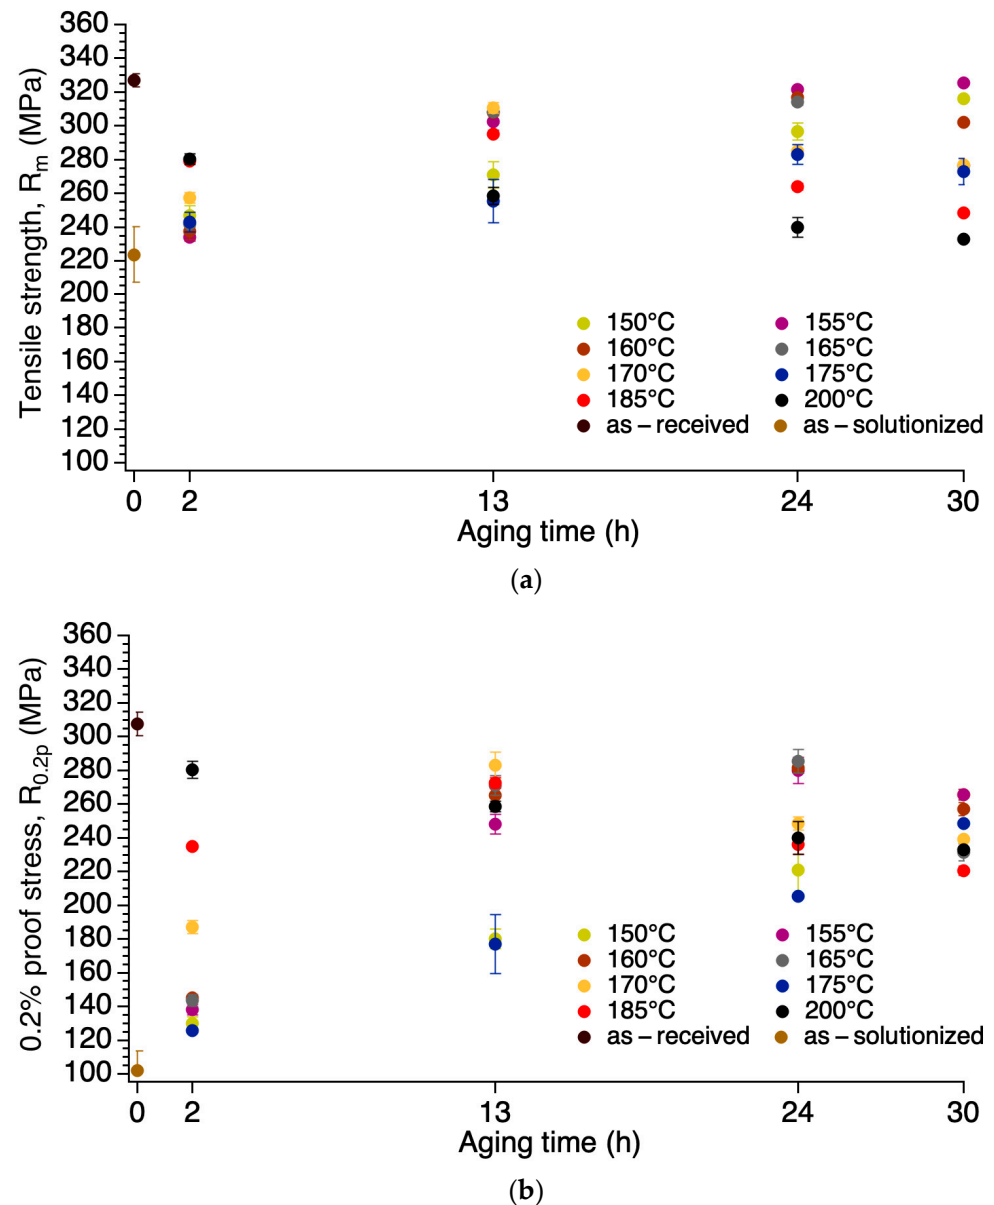 360
340
320
300
280
260
240
220
200
180
160
140
120
100
Tensile strength, Rm (MPa)
150°C 155°C
160°C 165°C
170°C 175°C
185°C 200°C
as – received as – solutionized
0 2 13 24 30
Aging time (h)
(a)
360
340
320
300
280
260
240
220
200
180
160
140
120
100
0.2% proof stress, R0.2p (MPa)
150°C 155°C
160°C 165°C
170°C 175°C
185°C 200°C
as – received as – solutionized
0 2 13 24 30
Aging time (h)
(b)